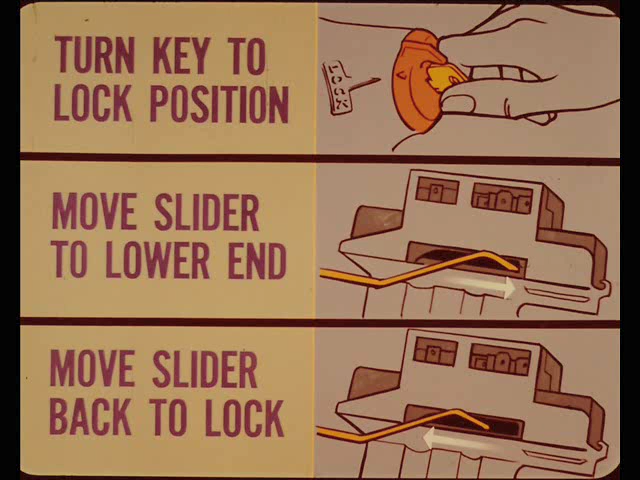 TURN KEY TO
LOCK POSITION
LOCK
MOVE SLIDER
TO LOWER END
MOVE SLIDER
BACK TO LOCK